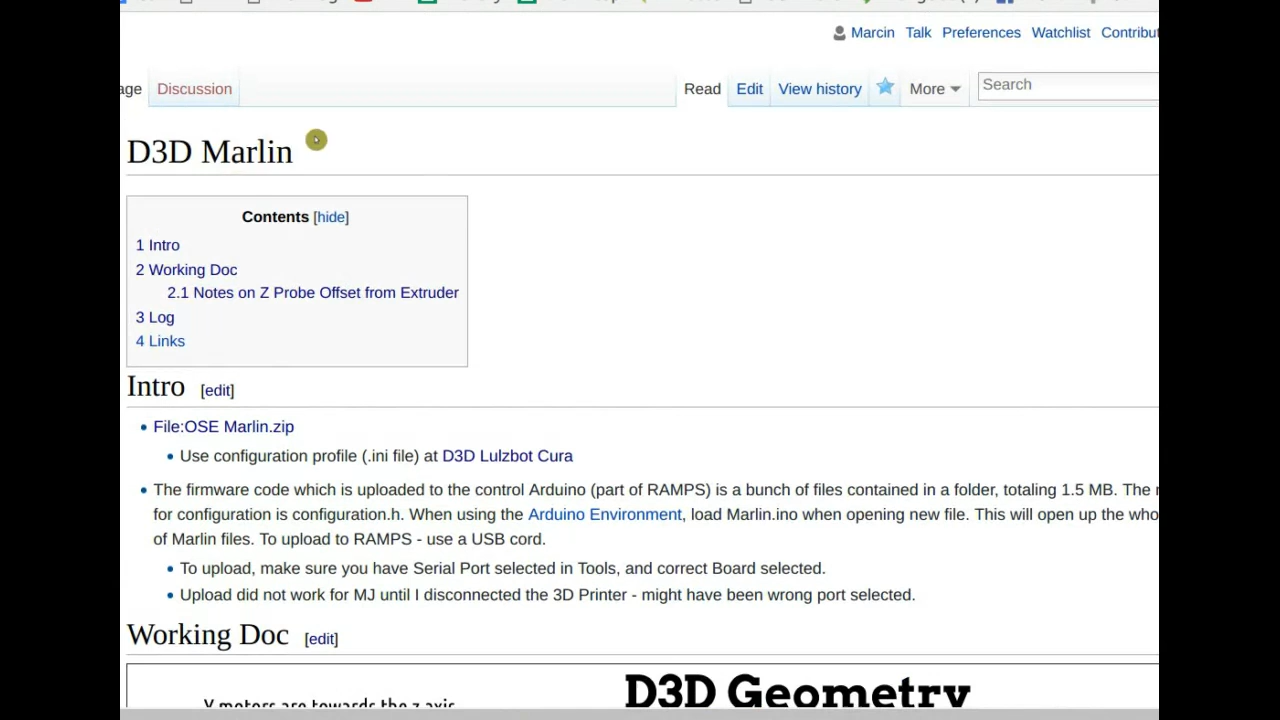 Marcin Talk Preferences Watchlist Contribut
age Discussion Read Edit View history More Search
D3D Marlin
Contents [hide]
1 Intro
2 Working Doc
2.1 Notes on Z Probe Offset from Extruder
3 Log
4 Links
Intro [edit]
File:OSE Marlin.zip
Use configuration profile (.ini file) at D3D Lulzbot Cura
The firmware code which is uploaded to the control Arduino (part of RAMPS) is a bunch of files contained in a folder, totaling 1.5 MB. The
for configuration is configuration.h. When using the Arduino Environment, load Marlin.ino when opening new file. This will open up the who
of Marlin files. To upload to RAMPS - use a USB cord.
To upload, make sure you have Serial Port selected in Tools, and correct Board selected.
Upload did not work for MJ until I disconnected the 3D Printer - might have been wrong port selected.
Working Doc [edit]
D3D Geometry
Y motors are towards the z axis